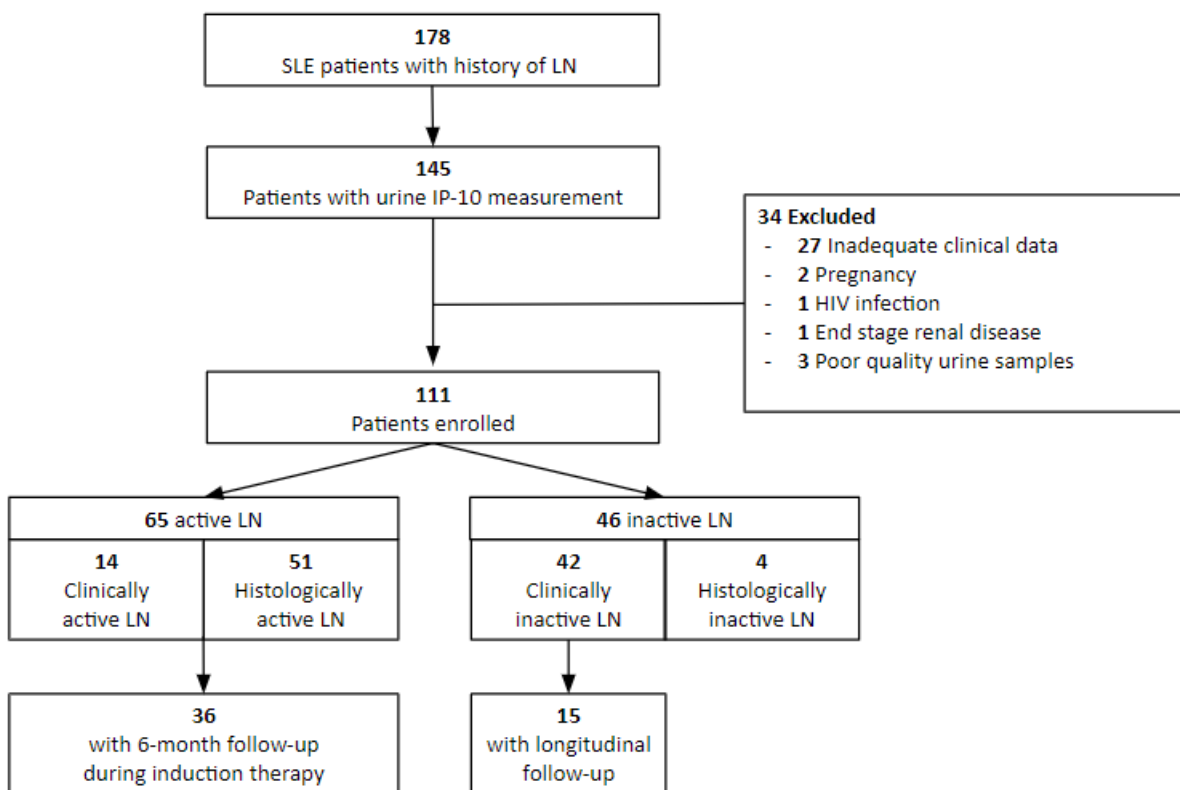 178
SLE patients with history of LN
145
Patients with urine IP-10 measurement
34 Excluded
- 27 Inadequate clinical data
- 2 Pregnancy
- 1 HIV infection
- 1 End stage renal disease
- 3 Poor quality urine samples
111
Patients enrolled
65 active LN
14
Clinically
active LN
51
Histologically
active LN
46 inactive LN
42
Clinically
inactive LN
4
Histologically
inactive LN
36
with 6-month follow-up
during induction therapy
15
with longitudinal
follow-up